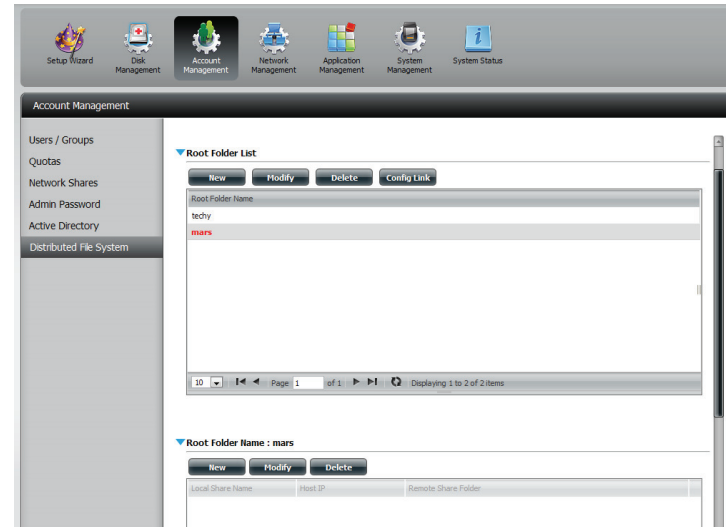 Setup Wizard
Disk Management
Account Management
Network Management
Application Management
System Management
System Status
Account Management
Users / Groups
Quotas
Network Shares
Admin Password
Active Directory
Distributed File System
Root Folder List
New Modify Delete Config Link
Root Folder Name
techy
mars
10 Page 1 of 1 Displaying 1 to 2 of 2 items
Root Folder Name : mars
New Modify Delete
Local Share Name Host IP Remote Share Folder